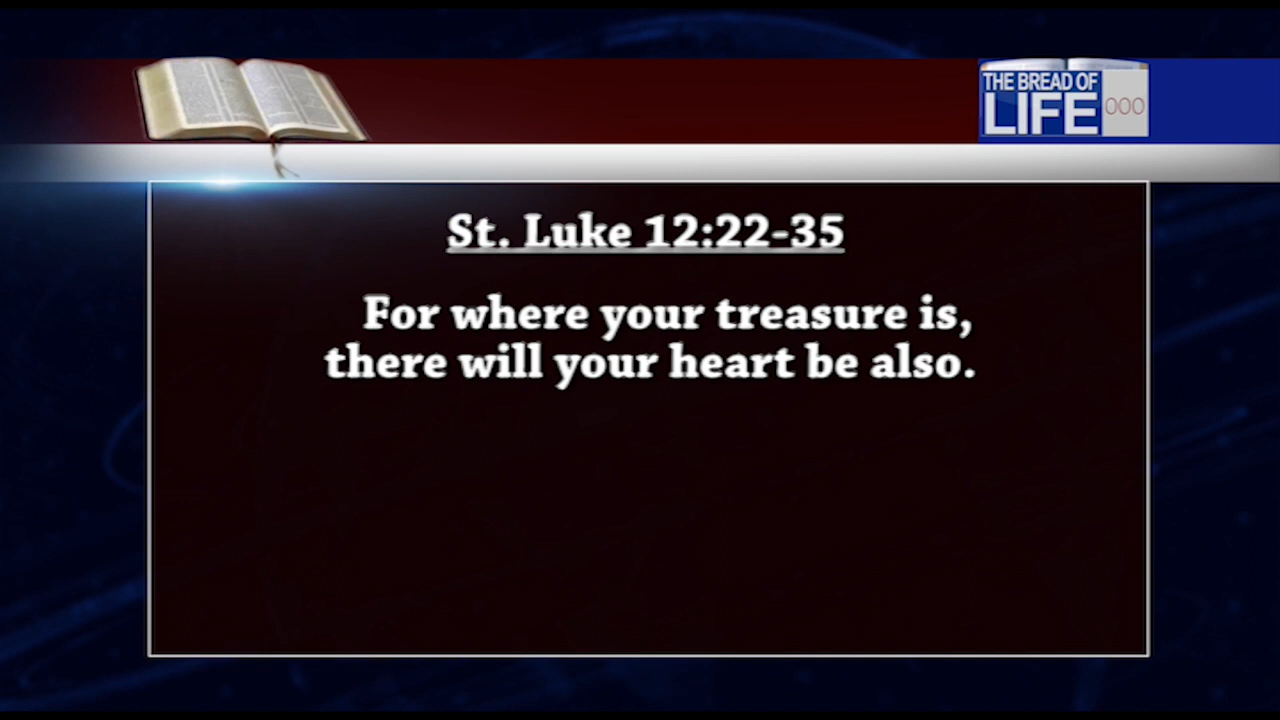 THE BREAD OF
LIFE
000
St. Luke 12:22-35
For where your treasure is,
there will your heart be also.